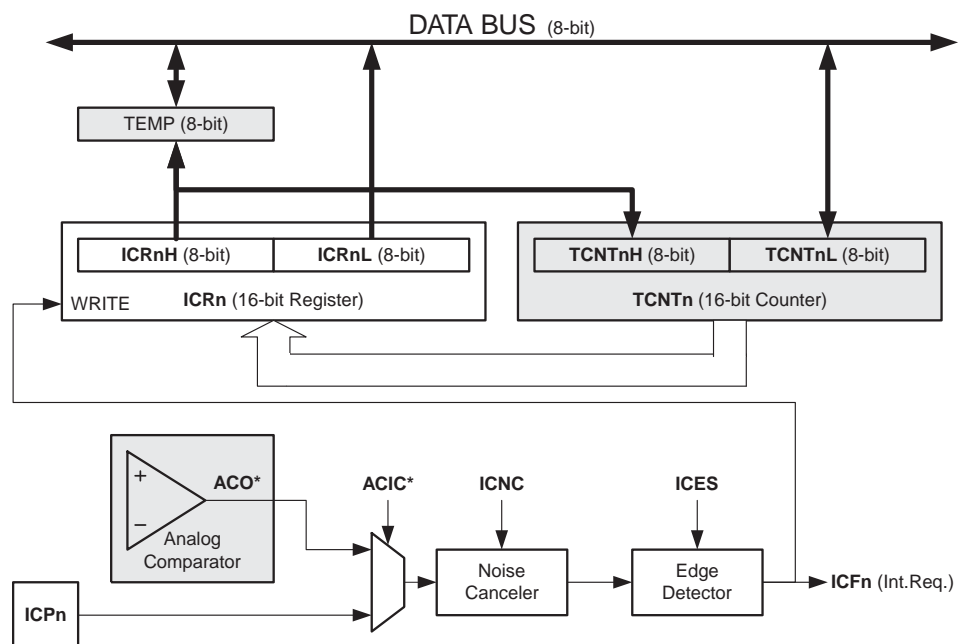 DATA BUS (8-bit)
TEMP (8-bit)
ICRnH (8-bit)
ICRnL (8-bit)
TCNTnH (8-bit)
TCNTnL (8-bit)
WRITE
ICRn (16-bit Register)
TCNTn (16-bit Counter)
+
−
ACO*
Analog
Comparator
ACIC*
ICNC
ICES
Noise
Canceler
Edge
Detector
ICFn (Int.Req.)
ICPn